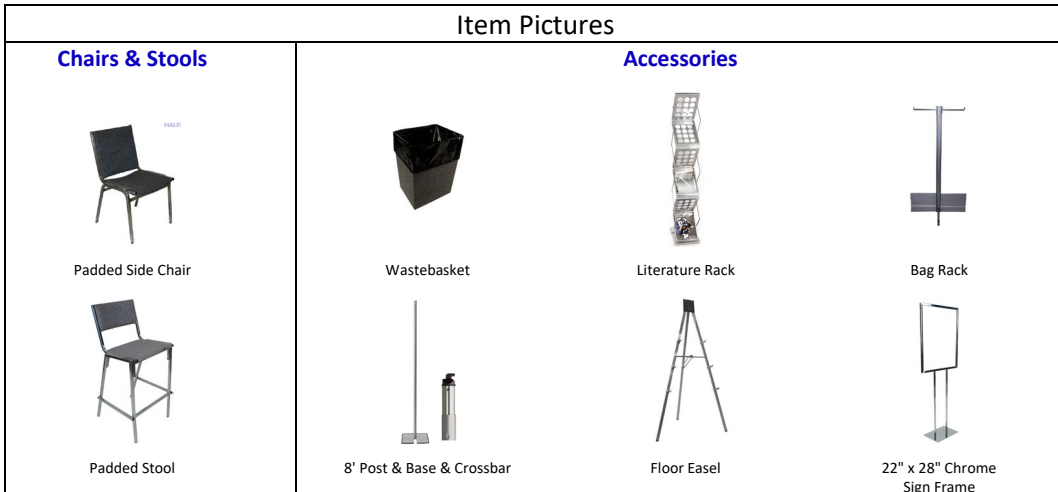 Item Pictures
Chairs & Stools
Accessories
Padded Side Chair
Wastebasket
Literature Rack
Bag Rack
Padded Stool
8' Post & Base & Crossbar
Floor Easel
22" x 28" Chrome
Sign Frame